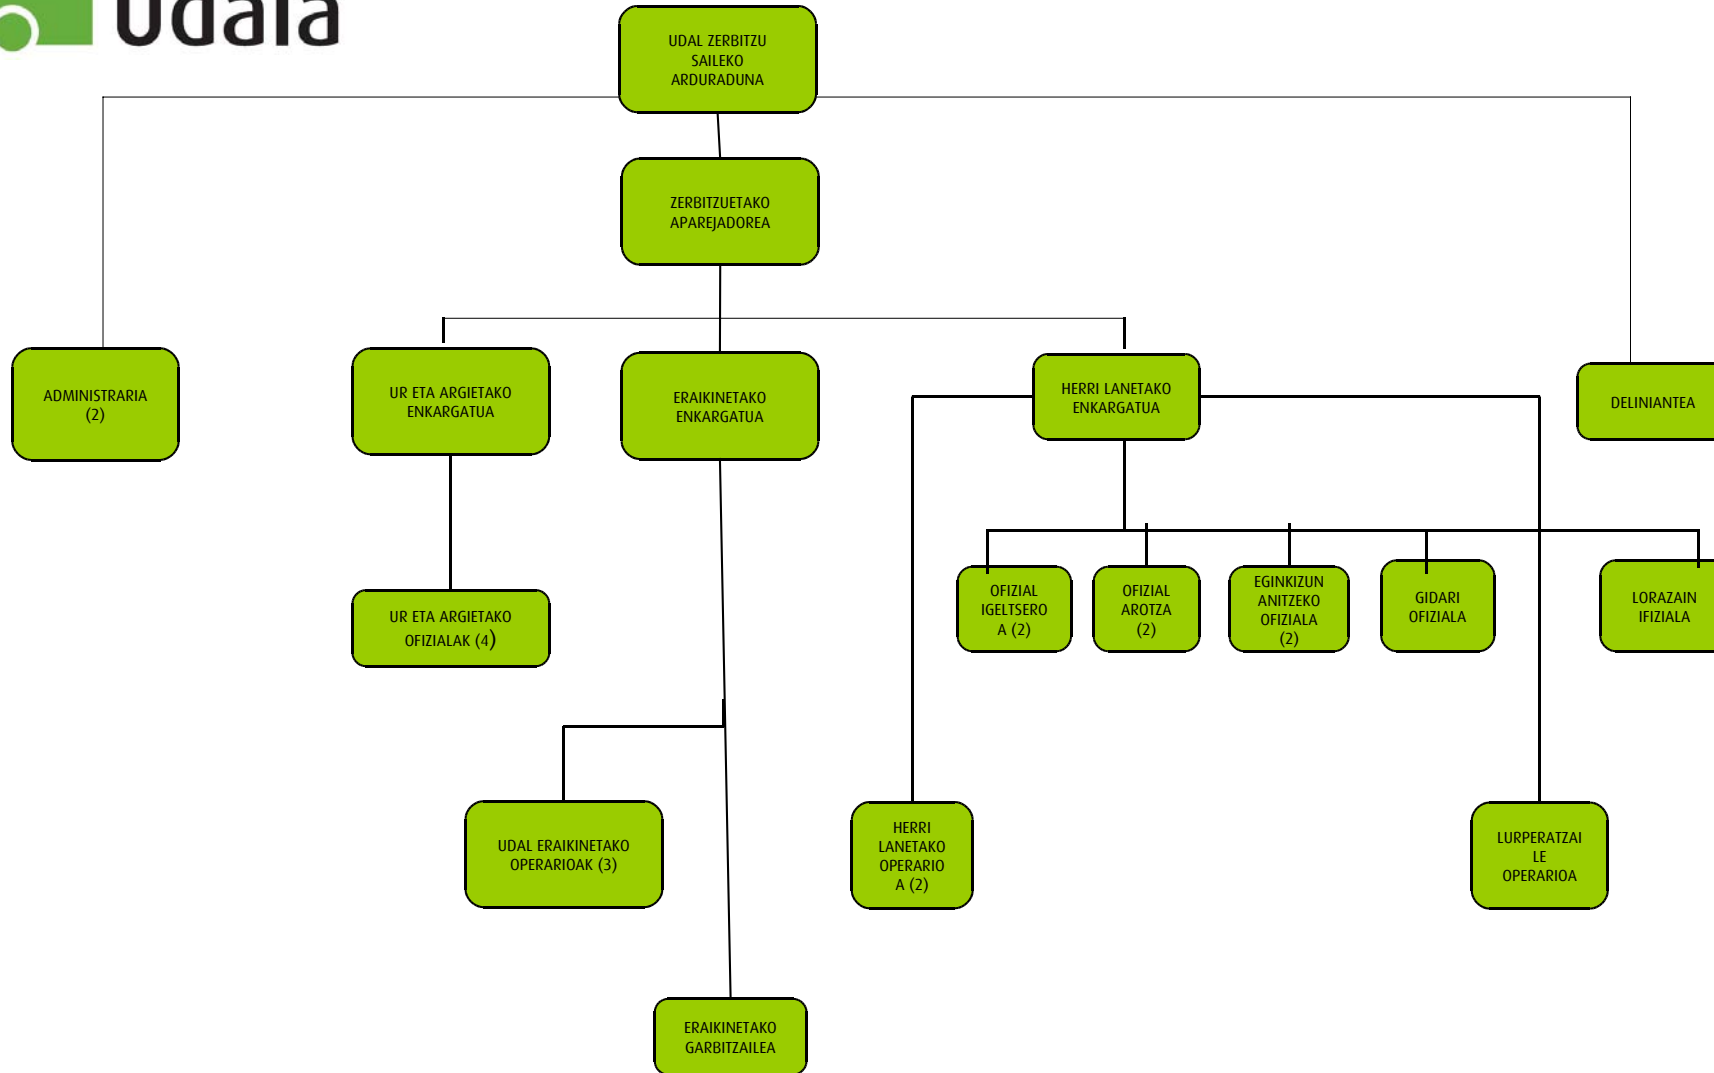 Udala
UDAL ZERBITZU
SAILEKO
ARDURADUNA
ZERBITZUETAKO
APAREJADOREA
ADMINISTRARIA
(2)
UR ETA ARGIETAKO
ENKARGATUA
ERAIKINETAKO
ENKARGATUA
HERRI LANETAKO
ENKARGATUA
DELINIANTEA
UR ETA ARGIETAKO
OFIZIALAK (4)
OFIZIAL
IGELTSERO
A (2)
OFIZIAL
AROTZA
(2)
EGINKIZUN
ANITZEKO
OFIZIALA
(2)
GIDARI
OFIZIALA
LORAZAIN
IFIZIALA
UDAL ERAIKINETAKO
OPERARIOAK (3)
HERRI
LANETAKO
OPERARIO
A (2)
LURPERATZAI
LE
OPERARIOA
ERAIKINETAKO
GARBITZAILEA